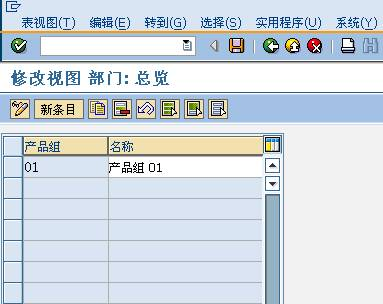 表视图(T) 编辑(E) 转到(G) 选择(S) 实用程序(U) 系统(Y)
修改视图 部门: 总览
新条目
产品组 名称
01 产品组 01